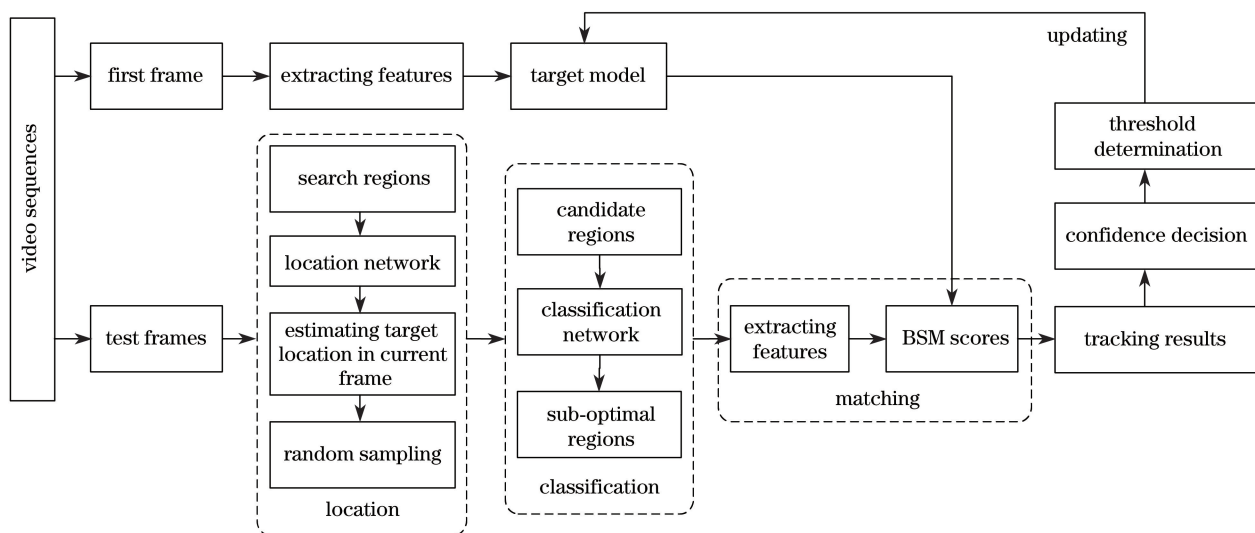 video sequences
first frame
extracting features
target model
updating
threshold
determination
confidence decision
tracking results
test frames
search regions
location network
estimating target
location in current
frame
random sampling
location
candidate
regions
classification
network
sub-optimal
regions
classification
extracting
features
BSM scores
matching